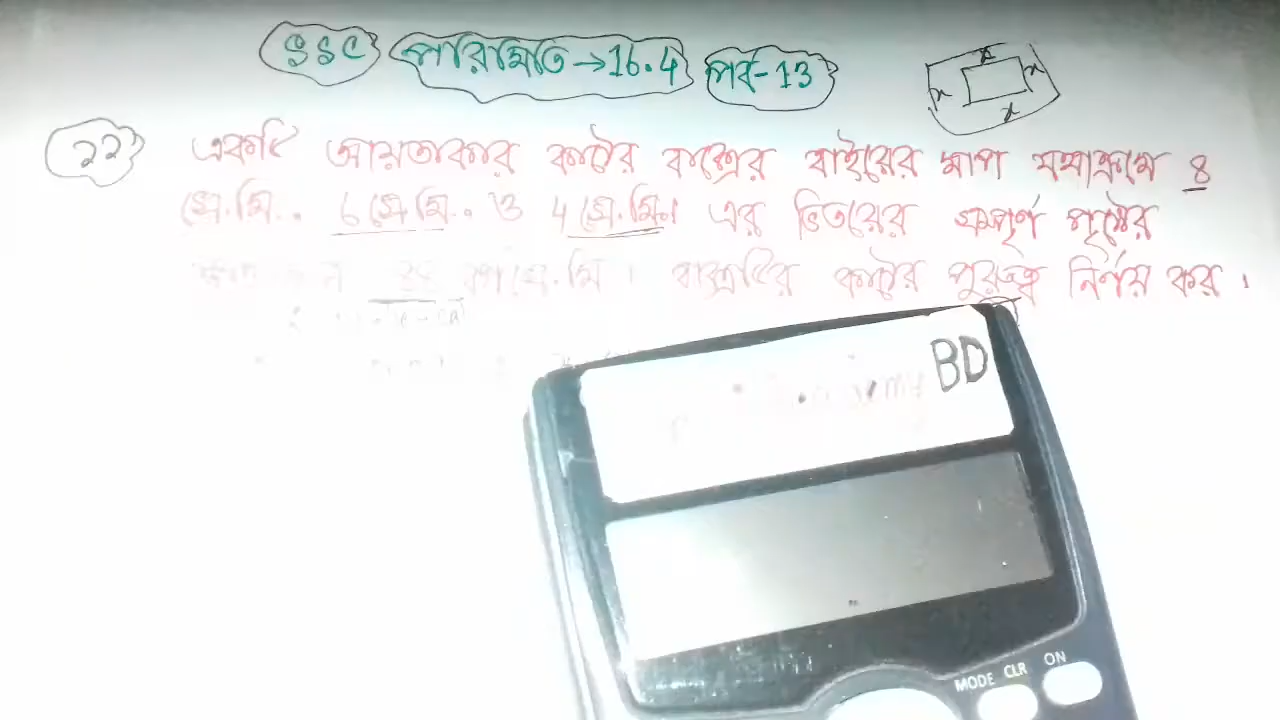 SSC পরিমিতি→16.4 পর্ব-13
x
x x
x
২২ একটি আয়তাকার কাঠের বাক্সের বাইরের মাপ যথাক্রমে 8
সে.মি., 6 সে.মি. ও 4 সে.মি.। এর ভিতরের সম্পূর্ণ পৃষ্ঠের
সে.মি। বাক্সটির কাঠের পুরুত্ব নির্ণয় কর।
BD
MODE CLR ON